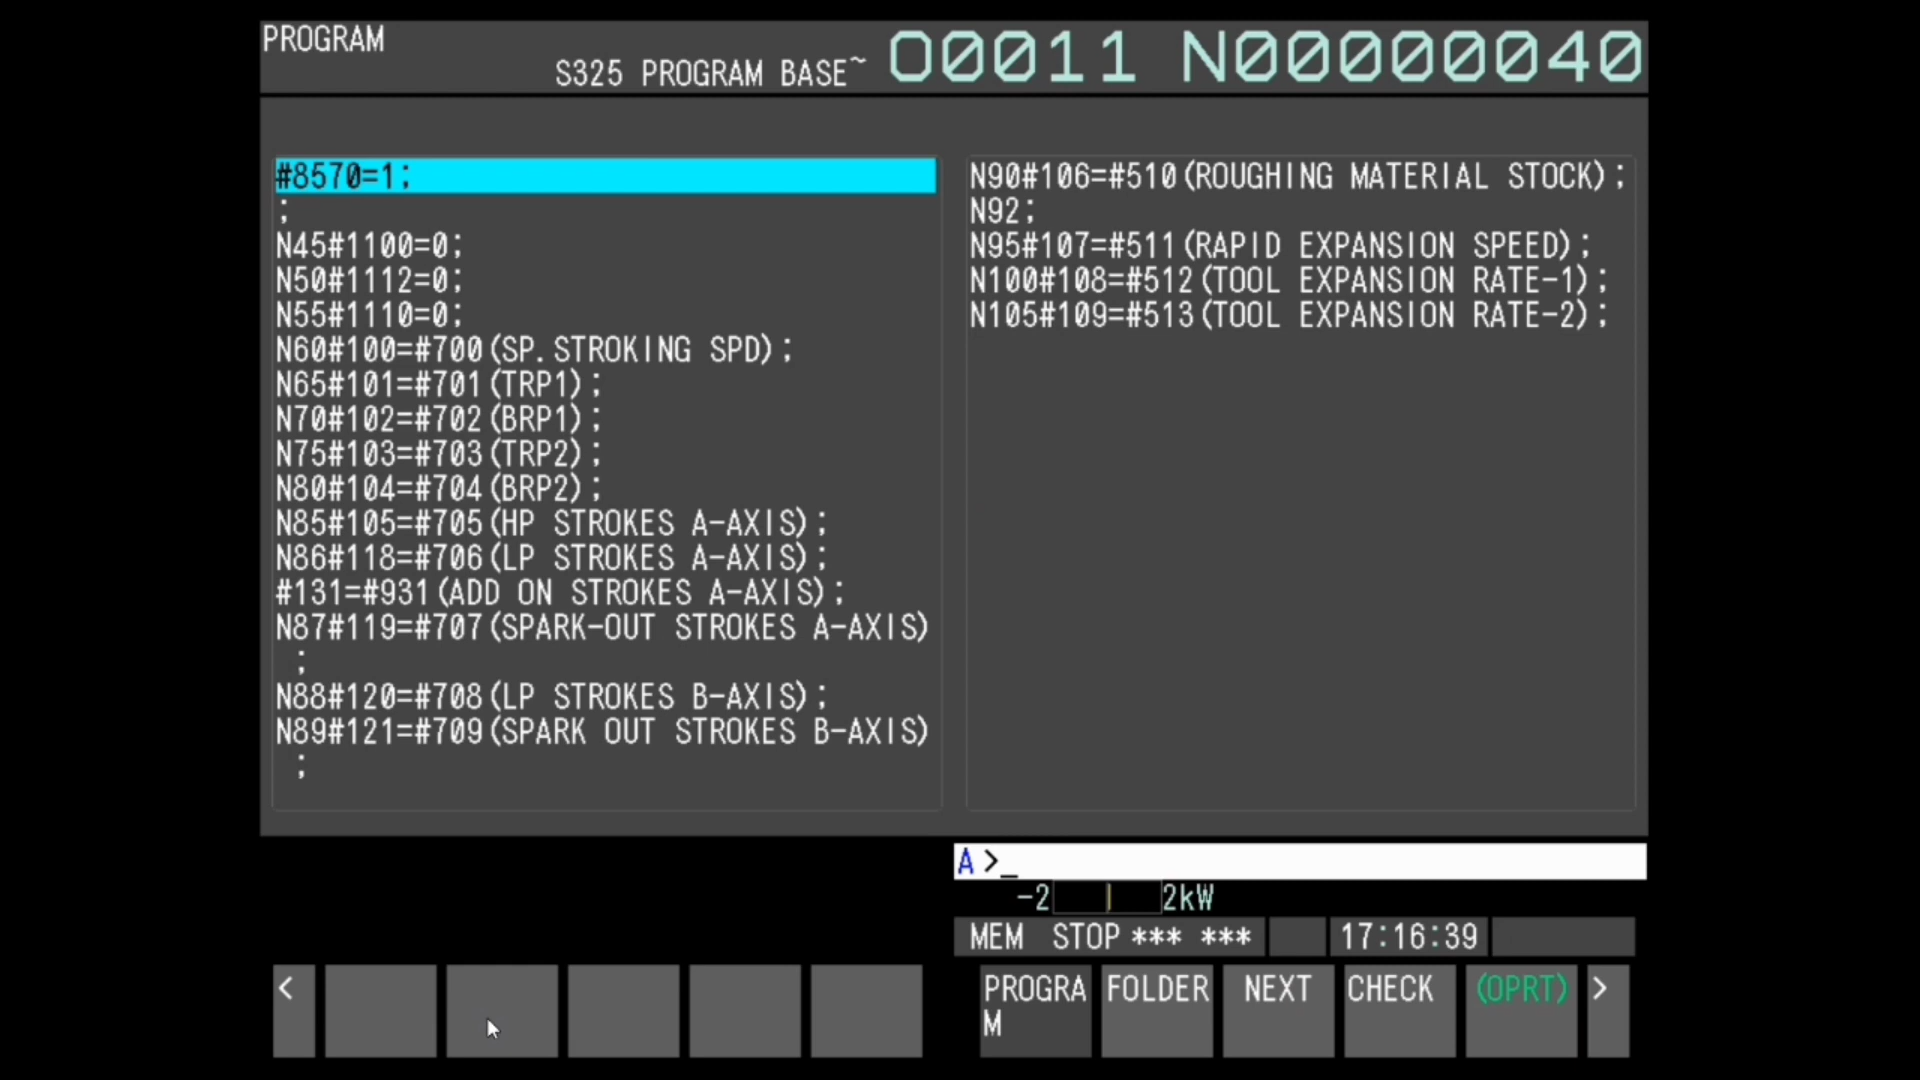 PROGRAM
S325 PROGRAM BASE~ O0011 N00000040
#8570=1;
;
N45#1100=0;
N50#1112=0;
N55#1110=0;
N60#100=#700(SP.STROKING SPD);
N65#101=#701(TRP1);
N70#102=#702(BRP1);
N75#103=#703(TRP2);
N80#104=#704(BRP2);
N85#105=#705(HP STROKES A-AXIS);
N86#118=#706(LP STROKES A-AXIS);
#131=#931(ADD ON STROKES A-AXIS);
N87#119=#707(SPARK-OUT STROKES A-AXIS)
;
N88#120=#708(LP STROKES B-AXIS);
N89#121=#709(SPARK OUT STROKES B-AXIS)
;
N90#106=#510(ROUGHING MATERIAL STOCK);
N92;
N95#107=#511(RAPID EXPANSION SPEED);
N100#108=#512(TOOL EXPANSION RATE-1);
N105#109=#513(TOOL EXPANSION RATE-2);
A >_
-2 2kW
MEM STOP *** *** 17:16:39
< PROGRA
M FOLDER NEXT CHECK (OPRT) >